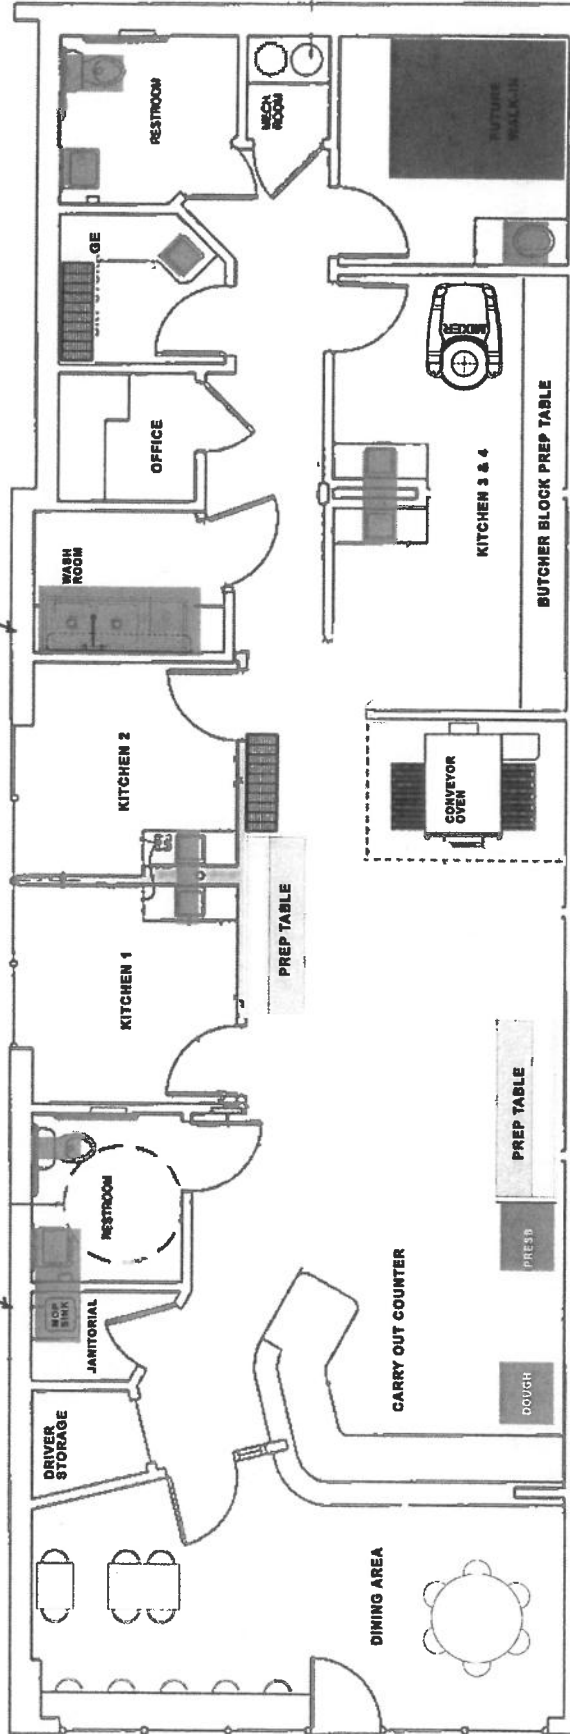 RESTROOM
MECH.
ROOM
FUTURE
WALK-IN
GE
OFFICE
WASH
ROOM
MIXER
KITCHEN 3 & 4
BUTCHER BLOCK PREP TABLE
KITCHEN 2
KITCHEN 1
PREP TABLE
CONVEYOR
OVEN
RESTROOM
MOP
SINK
JANITORIAL
DRIVER
STORAGE
PREP TABLE
PRESS
DOUGH
CARRY OUT COUNTER
DINING AREA